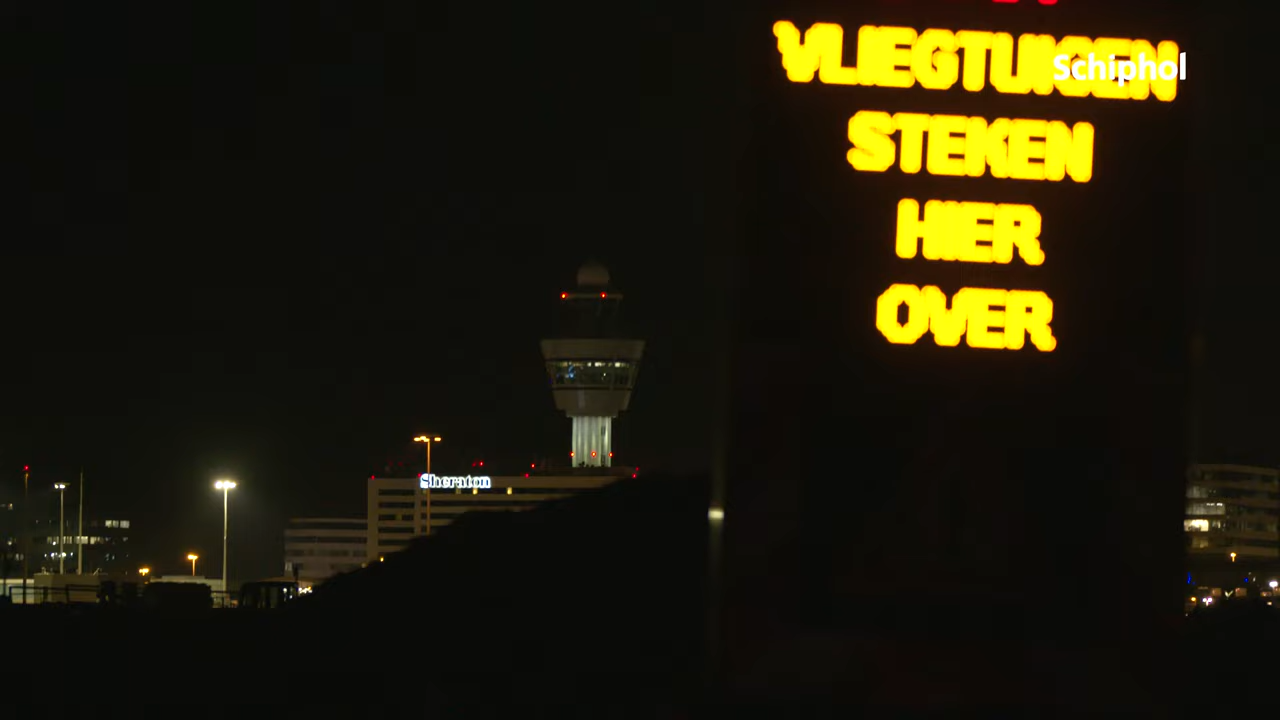 VLIEGTUIGEN
Schiphol
STEKEN
HIER
OVER
Sheraton